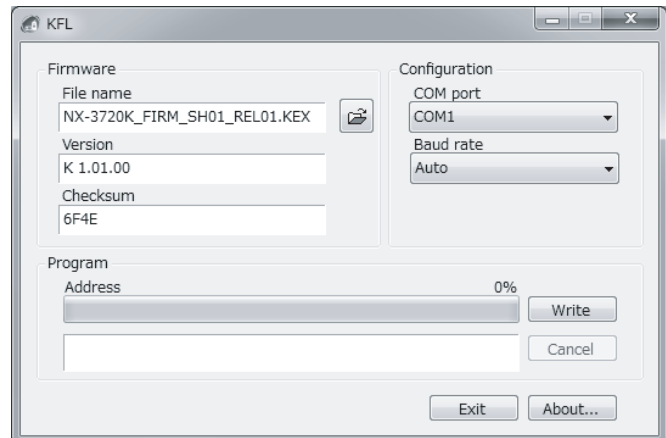 KFL
Firmware
File name
NX-3720K_FIRM_SH01_REL01.KEX
Version
K 1.01.00
Checksum
6F4E
Configuration
COM port
COM1
Baud rate
Auto
Program
Address 0%
Write
Cancel
Exit About...